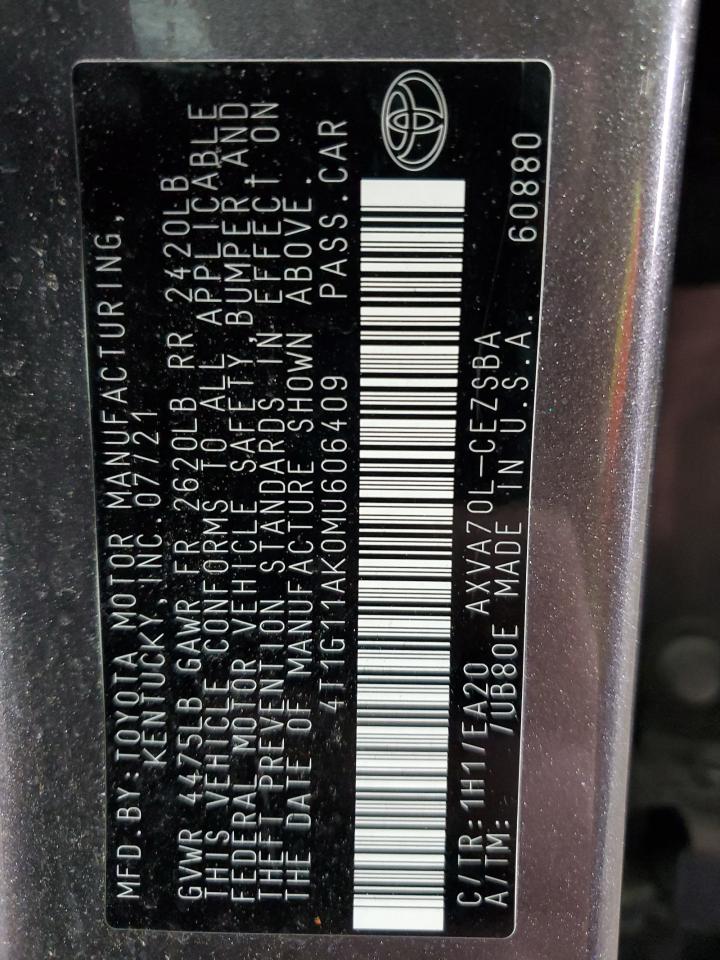 MFD.BY:TOYOTA MOTOR MANUFACTURING,
KENTUCKY, INC.07/21
GVWR 4475LB GAWR FR 2620LB RR 2420LB
THIS VEHICLE CONFORMS TO ALL APPLICABLE
FEDERAL MOTOR VEHICLE SAFETY, BUMPER, AND
THEFT PREVENTION STANDARDS IN EFFECT ON
THE DATE OF MANUFACTURE SHOWN ABOVE.
4T1G11AK0MU606409 PASS.CAR
C/TR:1H1/EA20 AXVA70L-CEZSBA
A/TM: /UB80E MADE IN U.S.A. 60880